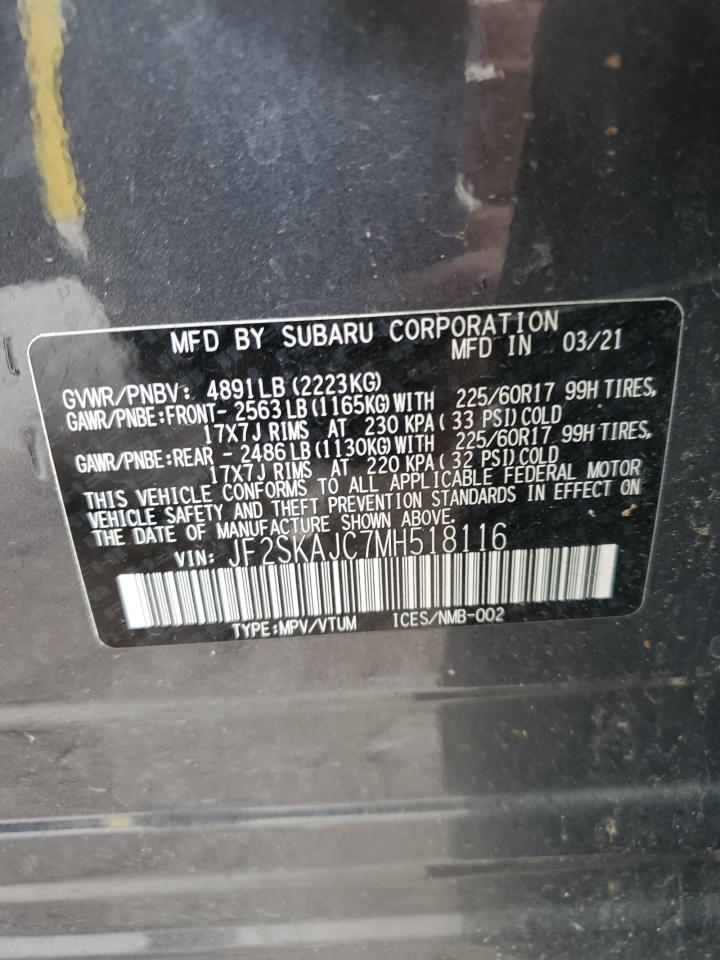 MFD BY SUBARU CORPORATION
MFD IN 03/21
GVWR/PNBV: 4891LB (2223KG)
GAWR/PNBE:FRONT- 2563 LB (1165KG) WITH 225/60R17 99H TIRES,
17X7J RIMS AT 230 KPA ( 33 PSI) COLD
GAWR/PNBE:REAR - 2486 LB (1130KG) WITH 225/60R17 99H TIRES,
17X7J RIMS AT 220 KPA ( 32 PSI) COLD
THIS VEHICLE CONFORMS TO ALL APPLICABLE FEDERAL MOTOR
VEHICLE SAFETY AND THEFT PREVENTION STANDARDS IN EFFECT ON
THE DATE OF MANUFACTURE SHOWN ABOVE.
VIN: JF2SKAJC7MH518116
TYPE:MPV/VTUM ICES/NMB-002